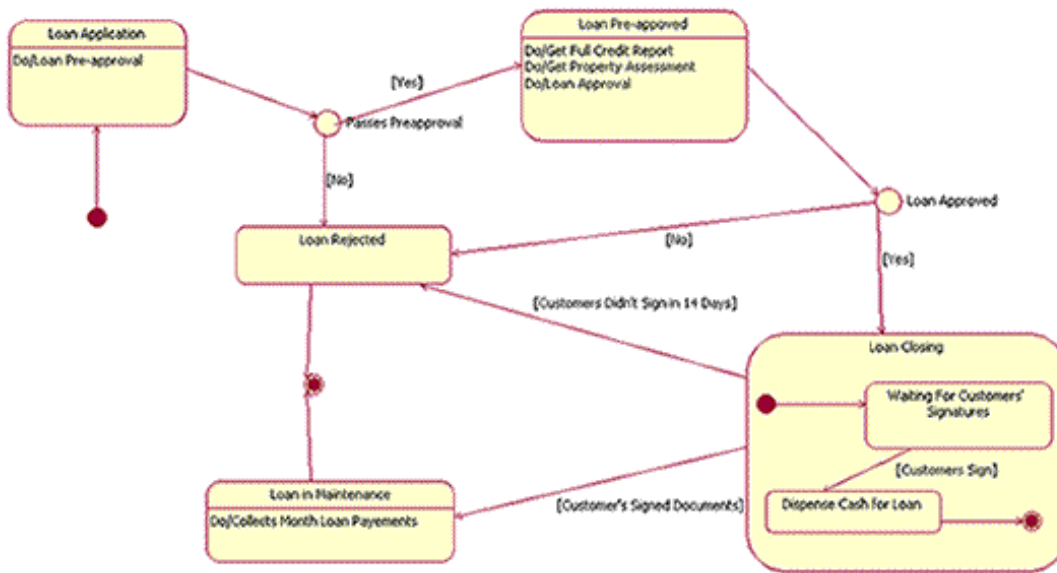 Loan Application
Do/Loan Pre-approval
Loan Pre-appoved
Do/Get Full Credit Report
Do/Get Property Assessment
Do/Loan Approval
[Yes]
Passes Preapproval
[No]
Loan Approved
Loan Rejected
[No]
[Yes]
[Customers Didn't Sign in 14 Days]
Loan Closing
Waiting For Customers'
Signatures
[Customers Sign]
Loan in Maintenance
Do/Collects Month Loan Payements
[Customer's Signed Documents]
Dispense Cash for Loan